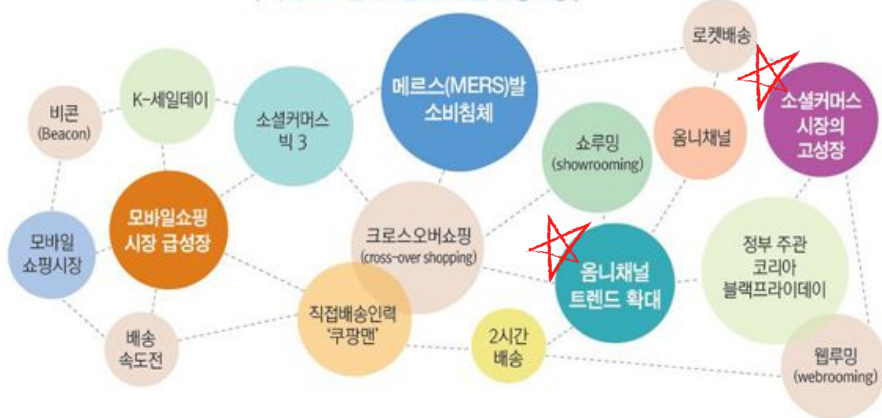 로켓배송
메르스(MERS)발
소비침체
소셜커머스
시장의
고성장
K-세일데이
비콘
(Beacon)
소셜커머스
빅 3
쇼루밍
(showrooming)
옴니채널
모바일쇼핑
시장 급성장
모바일
쇼핑시장
크로스오버쇼핑
(cross-over shopping)
옴니채널
트렌드 확대
정부 주관
코리아
블랙프라이데이
직접배송인력
‘쿠팡맨’
배송
속도전
2시간
배송
웹루밍
(webrooming)